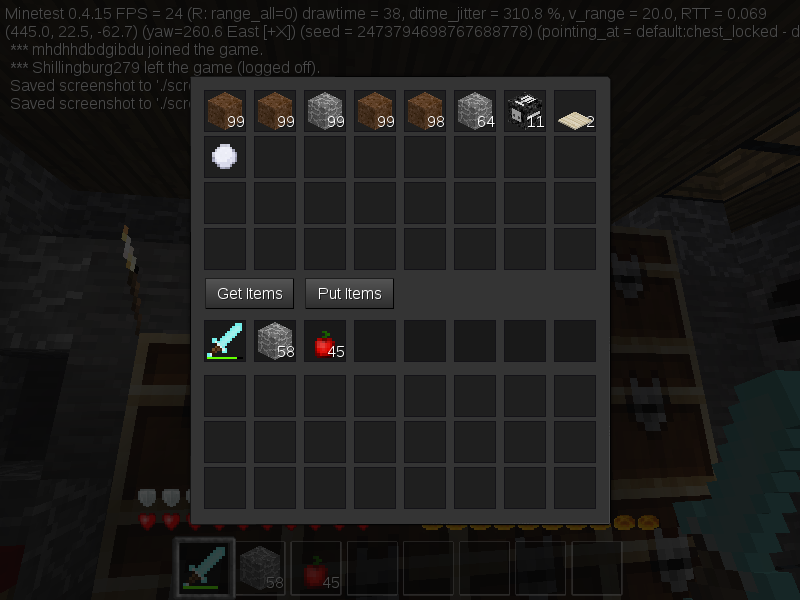 Minetest 0.4.15 FPS = 24 (R: range_all=0) drawtime = 38, dtime_jitter = 310.8 %, v_range = 20.0, RTT = 0.069
(445.0, 22.5, -62.7) (yaw=260.6 East [+X]) (seed = 2473794698767688778) (pointing_at = default:chest_locked - d
*** mhdhhdbdgibdu joined the game.
*** Shillingburg279 left the game (logged off).
Saved screenshot to './scre
Saved screenshot to './scre
99 99 99 99 98 64 11 2
Get Items Put Items
58 45
58 45